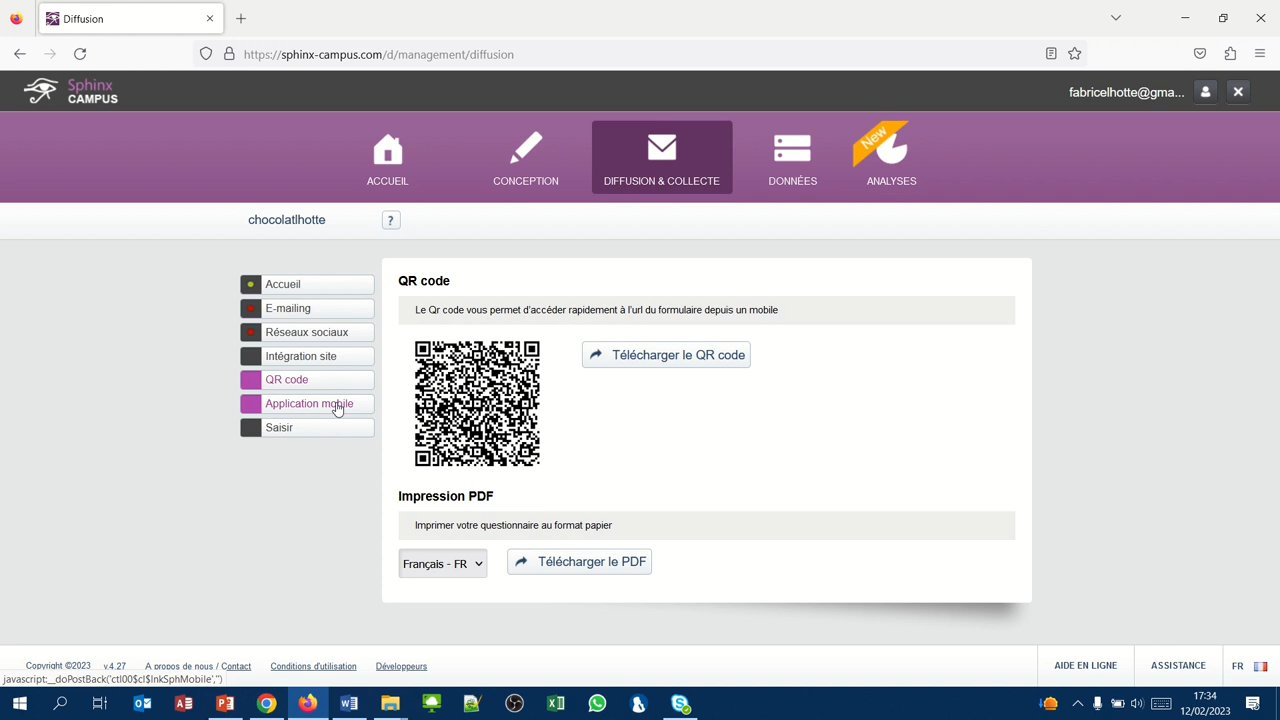 Diffusion
https://sphinx-campus.com/d/management/diffusion
Sphinx
CAMPUS
fabricelhotte@gma...
New
ACCUEIL
CONCEPTION
DIFFUSION & COLLECTE
DONNÉES
ANALYSES
chocolatlhotte
?
Accueil
E-mailing
Réseaux sociaux
Intégration site
QR code
Application mobile
Saisir
QR code
Le Qr code vous permet d'accéder rapidement à l'url du formulaire depuis un mobile
Télécharger le QR code
Impression PDF
Imprimer votre questionnaire au format papier
Français - FR
Télécharger le PDF
Copyright ©2023 v.4.27 A propos de nous / Contact Conditions d'utilisation Développeurs
AIDE EN LIGNE
ASSISTANCE
FR
javascript:__doPostBack('ctl00$cl$lnkSphMobile','')
17:34
12/02/2023